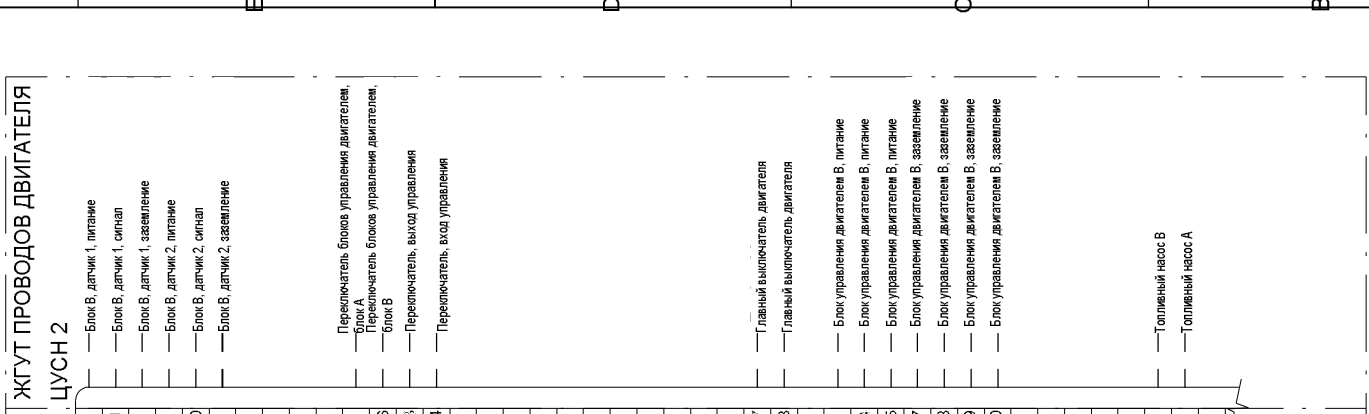 E
D
C
B
ЖГУТ ПРОВОДОВ ДВИГАТЕЛЯ
ЦУСН 2
Блок В, датчик 1, питание
Блок В, датчик 1, сигнал
Блок В, датчик 1, заземление
Блок В, датчик 2, питание
Блок В, датчик 2, сигнал
Блок В, датчик 2, заземление
Переключатель блоков управления двигателем,
блок А
Переключатель блоков управления двигателем,
блок В
Переключатель, выход управления
Переключатель, вход управления
Главный выключатель двигателя
Главный выключатель двигателя
Блок управления двигателем В, питание
Блок управления двигателем В, питание
Блок управления двигателем В, питание
Блок управления двигателем В, заземление
Блок управления двигателем В, заземление
Блок управления двигателем В, заземление
Блок управления двигателем В, заземление
Топливный насос В
Топливный насос А